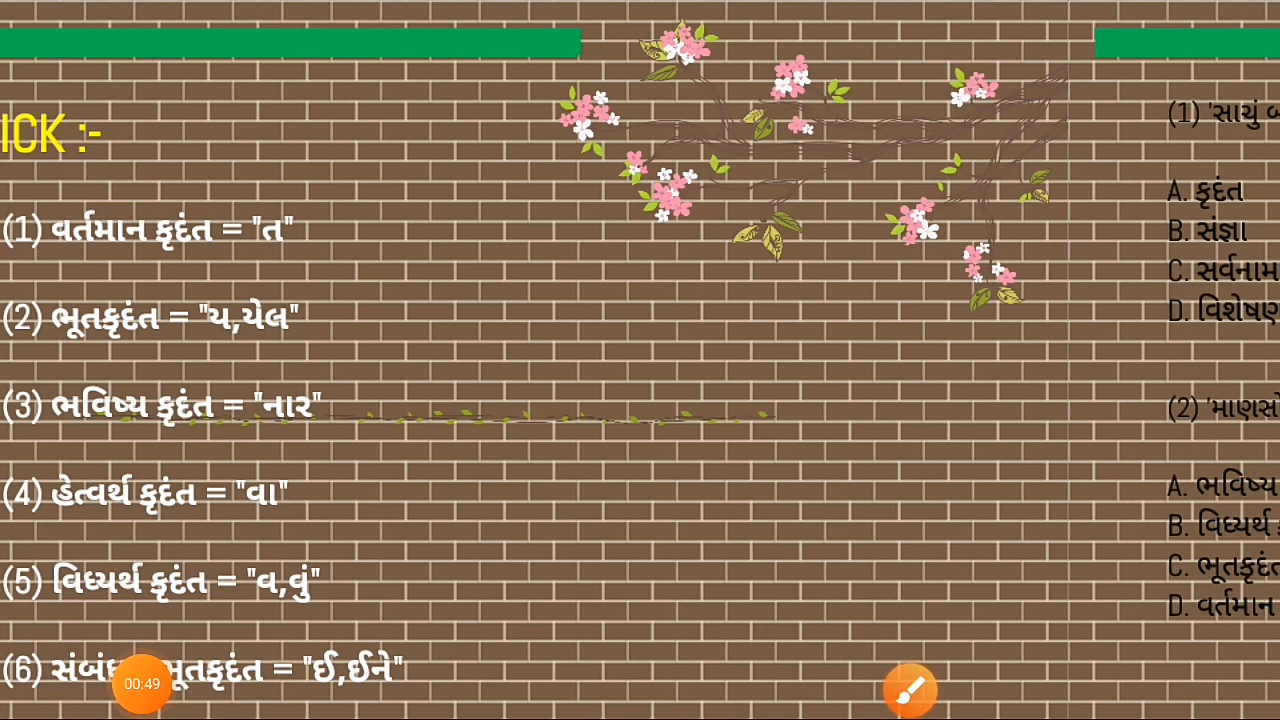 ICK :-
(1) વર્તમાન કૃદંત = "ત"
(2) ભૂતકૃદંત = "ય,યેલ"
(3) ભવિષ્ય કૃદંત = "નાર"
(4) હેત્વર્થ કૃદંત = "વા"
(5) વિધ્યર્થ કૃદંત = "વ,વું"
(6) ભૂતકૃદંત = "ઈ,ઈને"
00:49
(1) 'સાચું
A. કૃદંત
B. સંજ્ઞા
C. સર્વનામ
D. વિશેષણ
(2) 'માણસો
A. ભવિષ્ય
B. વિધ્યર્થ
C. ભૂતકૃદંત
D. વર્તમાન